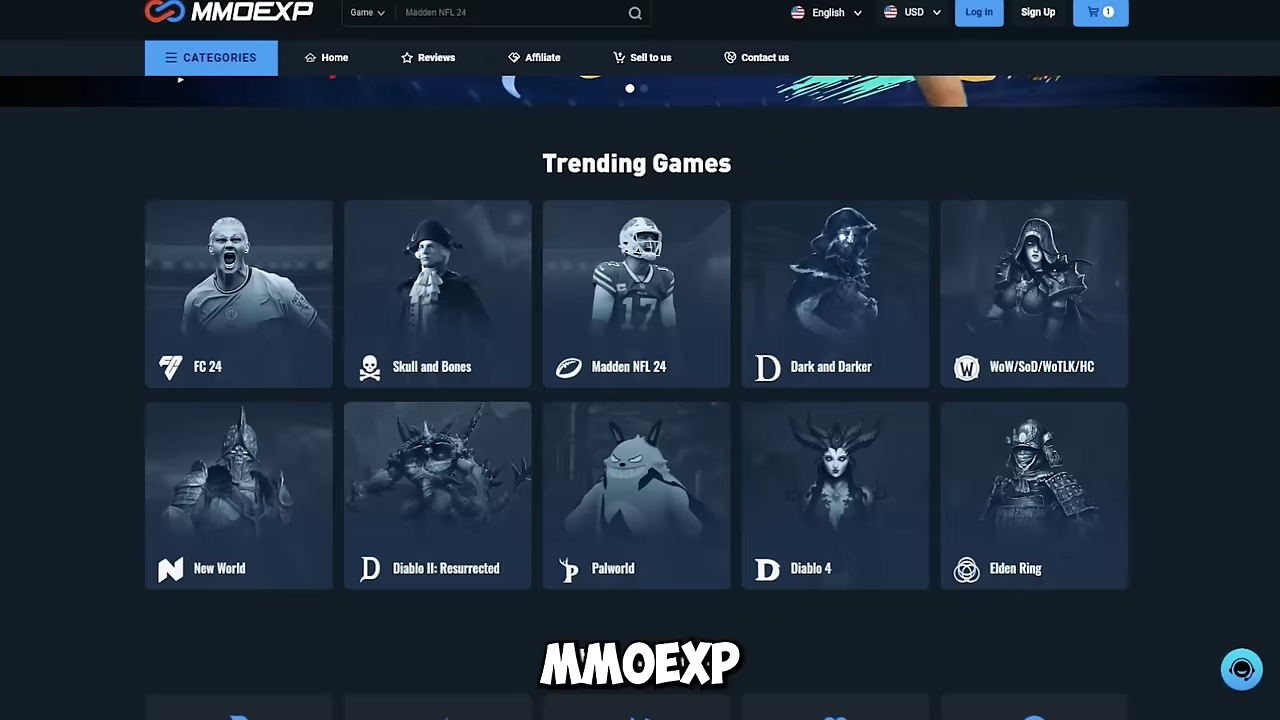 MMOEXP
Game
Madden NFL 24
English
USD
Log In
Sign Up
1
CATEGORIES
Home
Reviews
Affiliate
Sell to us
Contact us
Trending Games
FC 24
Skull and Bones
Madden NFL 24
Dark and Darker
WoW/SoD/WoTLK/HC
New World
Diablo II: Resurrected
Palworld
Diablo 4
Elden Ring
MMOEXP